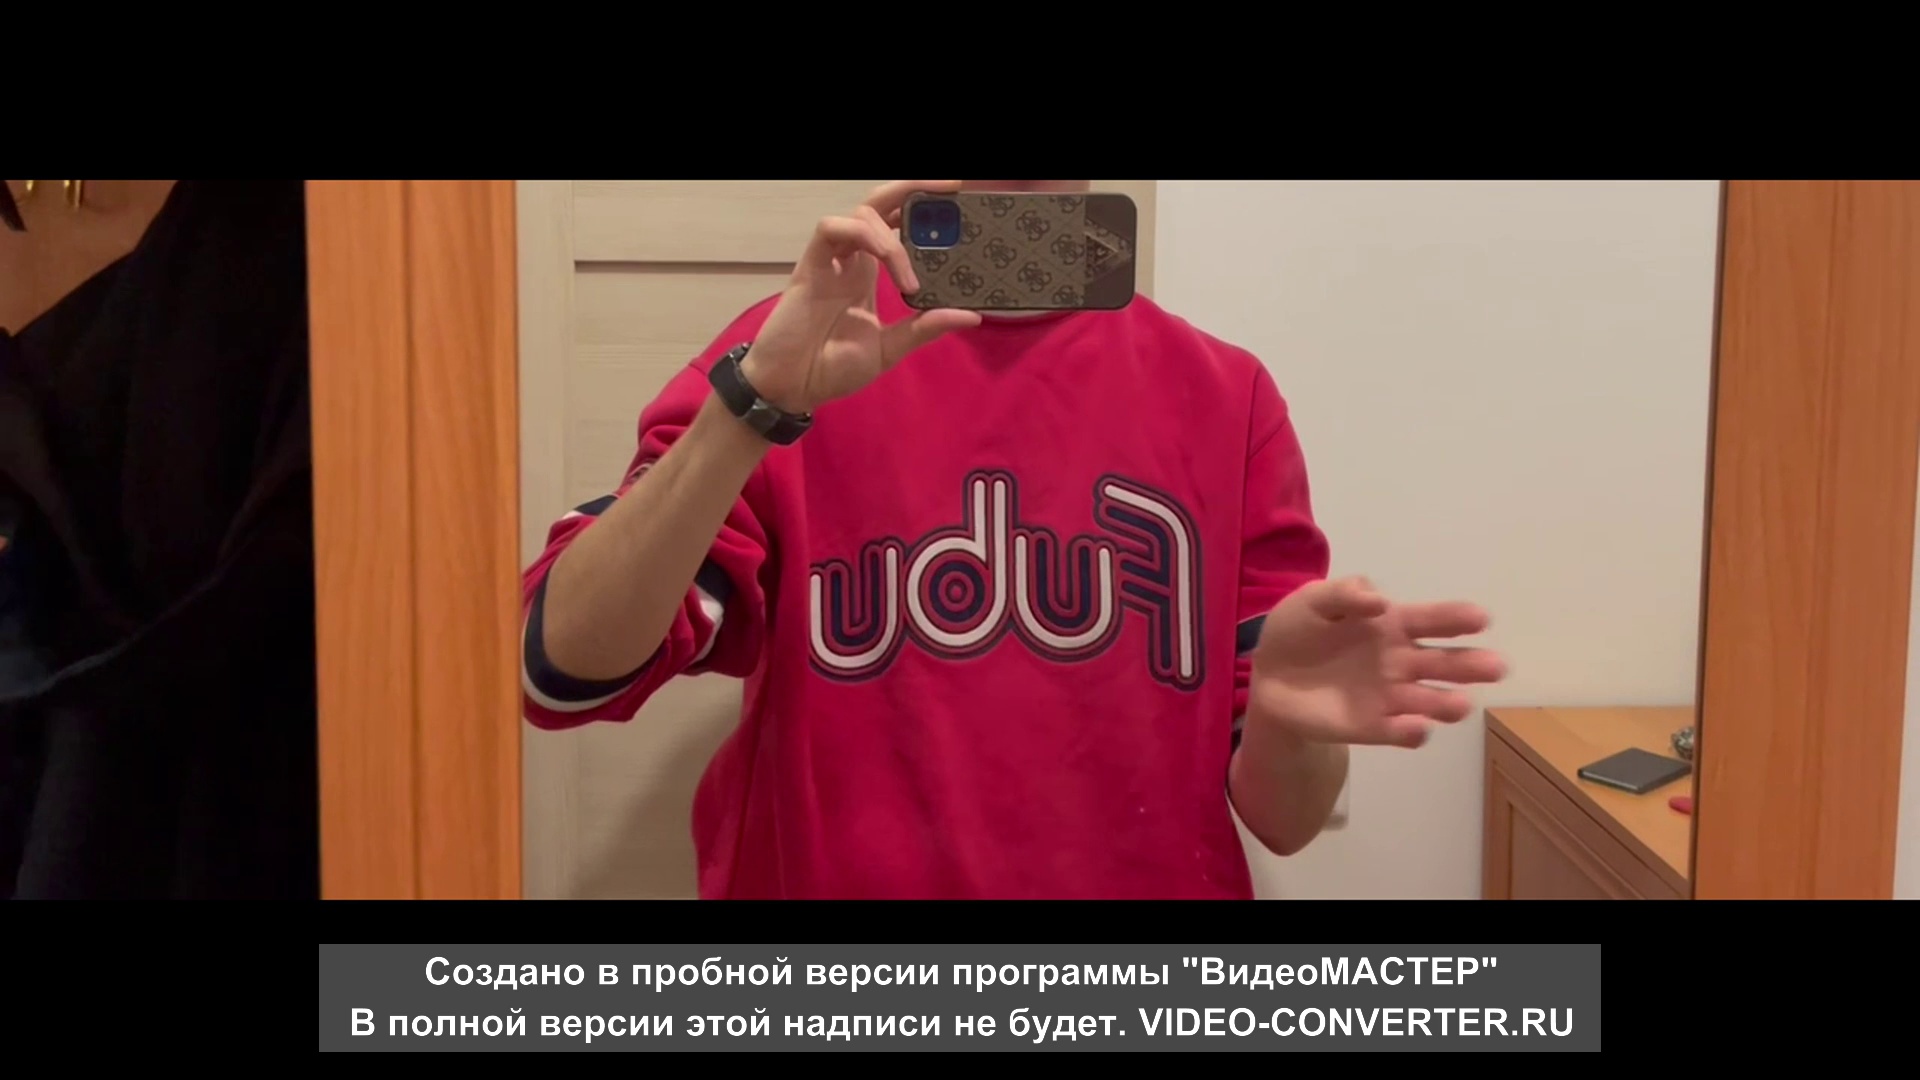 Fubu
Создано в пробной версии программы "ВидеоМАСТЕР"
В полной версии этой надписи не будет. VIDEO-CONVERTER.RU